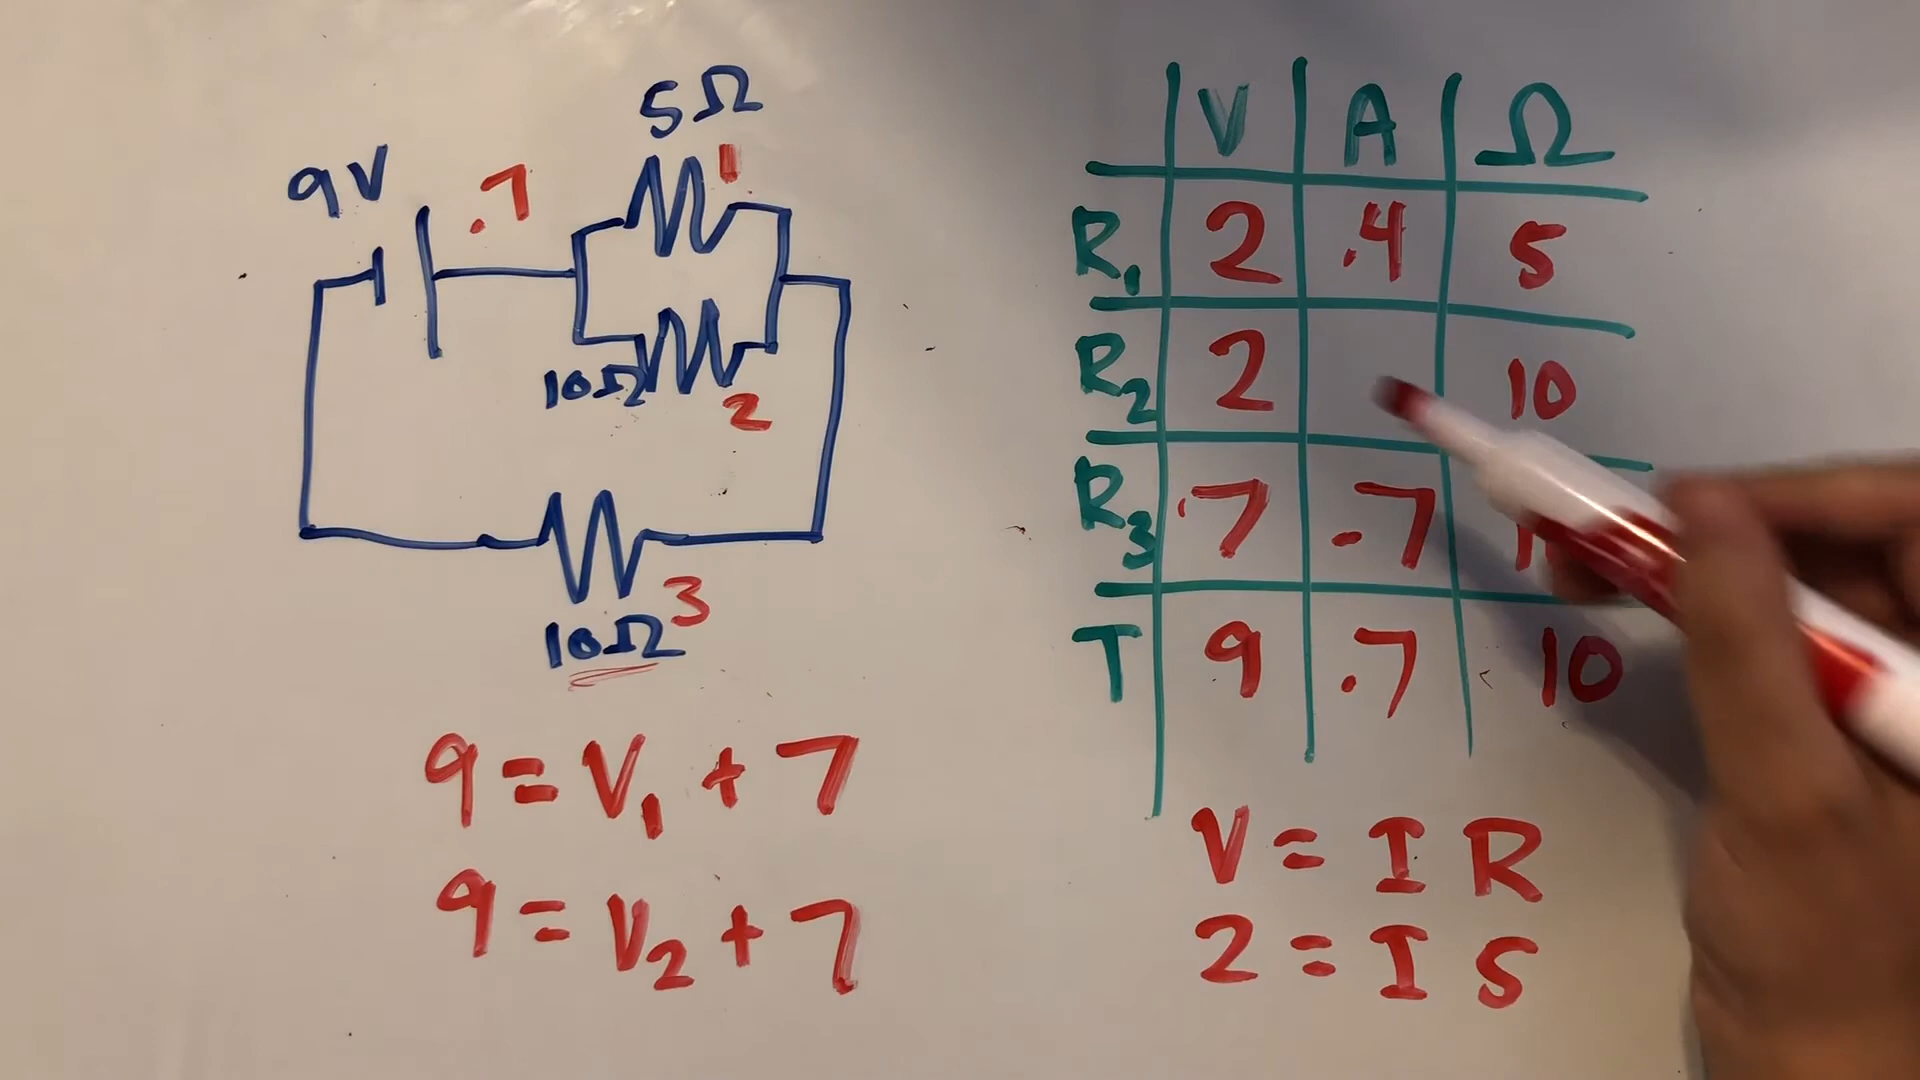 5Ω
1
9V
.7
10Ω
2
3
10Ω
9 = V1 + 7
9 = V2 + 7
V A Ω
R1 2 .4 5
R2 2 10
R3 7 .7
T 9 .7 10
V = I R
2 = I 5